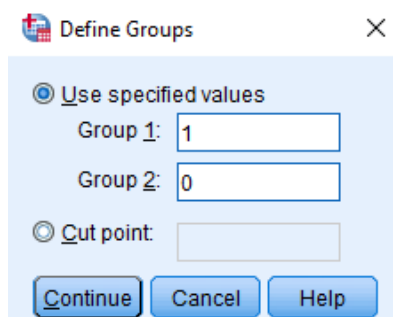 Define Groups
Use specified values
Group 1: 1
Group 2: 0
Cut point:
Continue Cancel Help